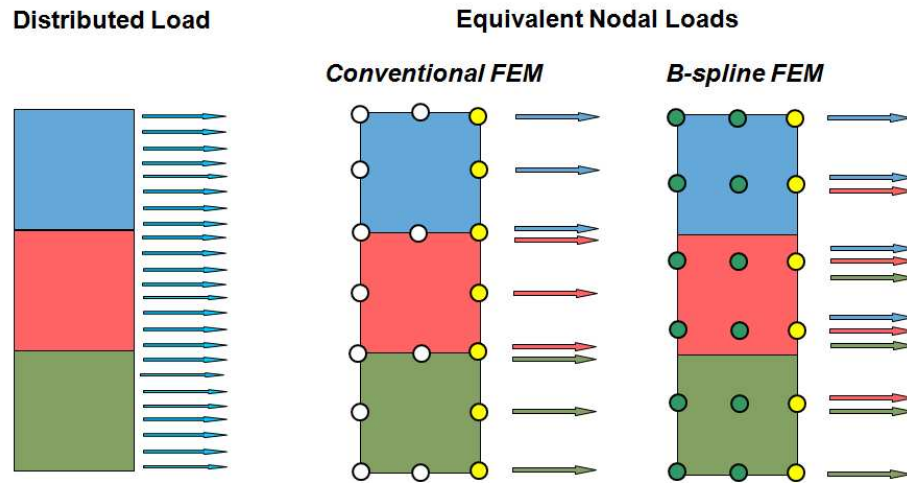 Distributed Load
Equivalent Nodal Loads
Conventional FEM
B-spline FEM